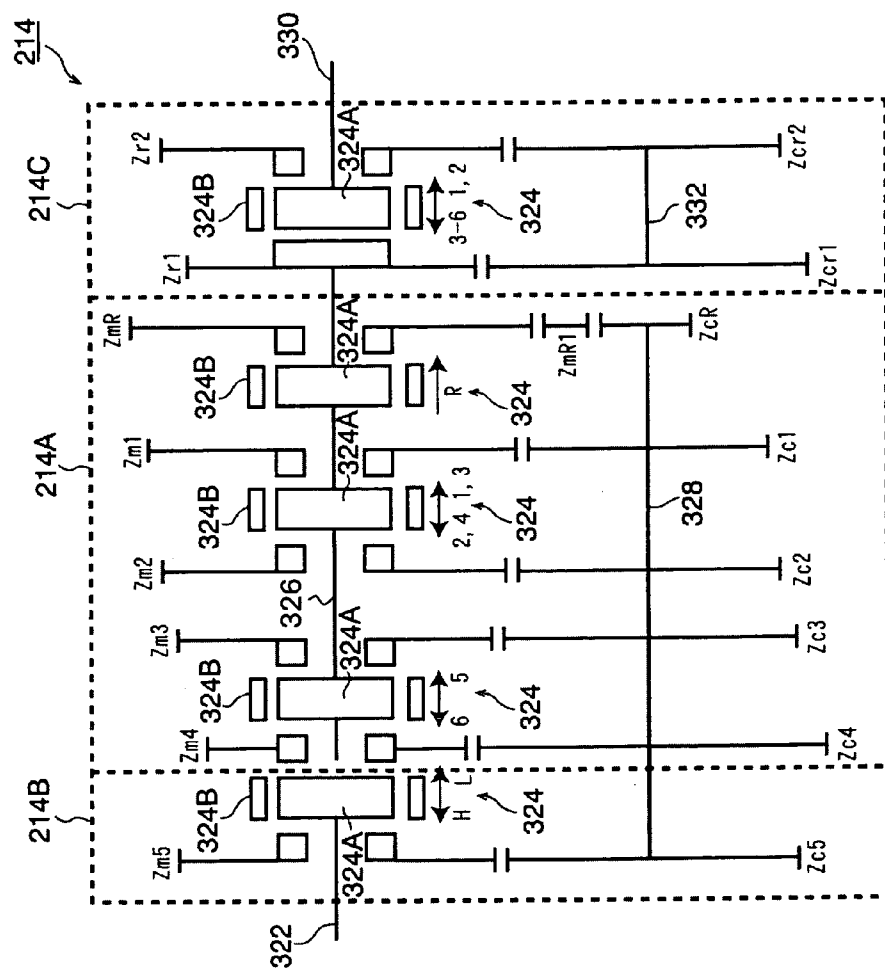 214
214C
214A
214B
330
Zr2
Zr1
ZmR
Zm1
Zm2
Zm3
Zm4
Zm5
324B
324B
324B
324B
324B
324A
324A
324A
324A
324A
326
322
3-6 1, 2
R
2, 4 1, 3
6 5
H L
324
324
324
324
324
ZmR1
332
328
Zcr2
Zcr1
ZcR
Zc1
Zc2
Zc3
Zc4
Zc5